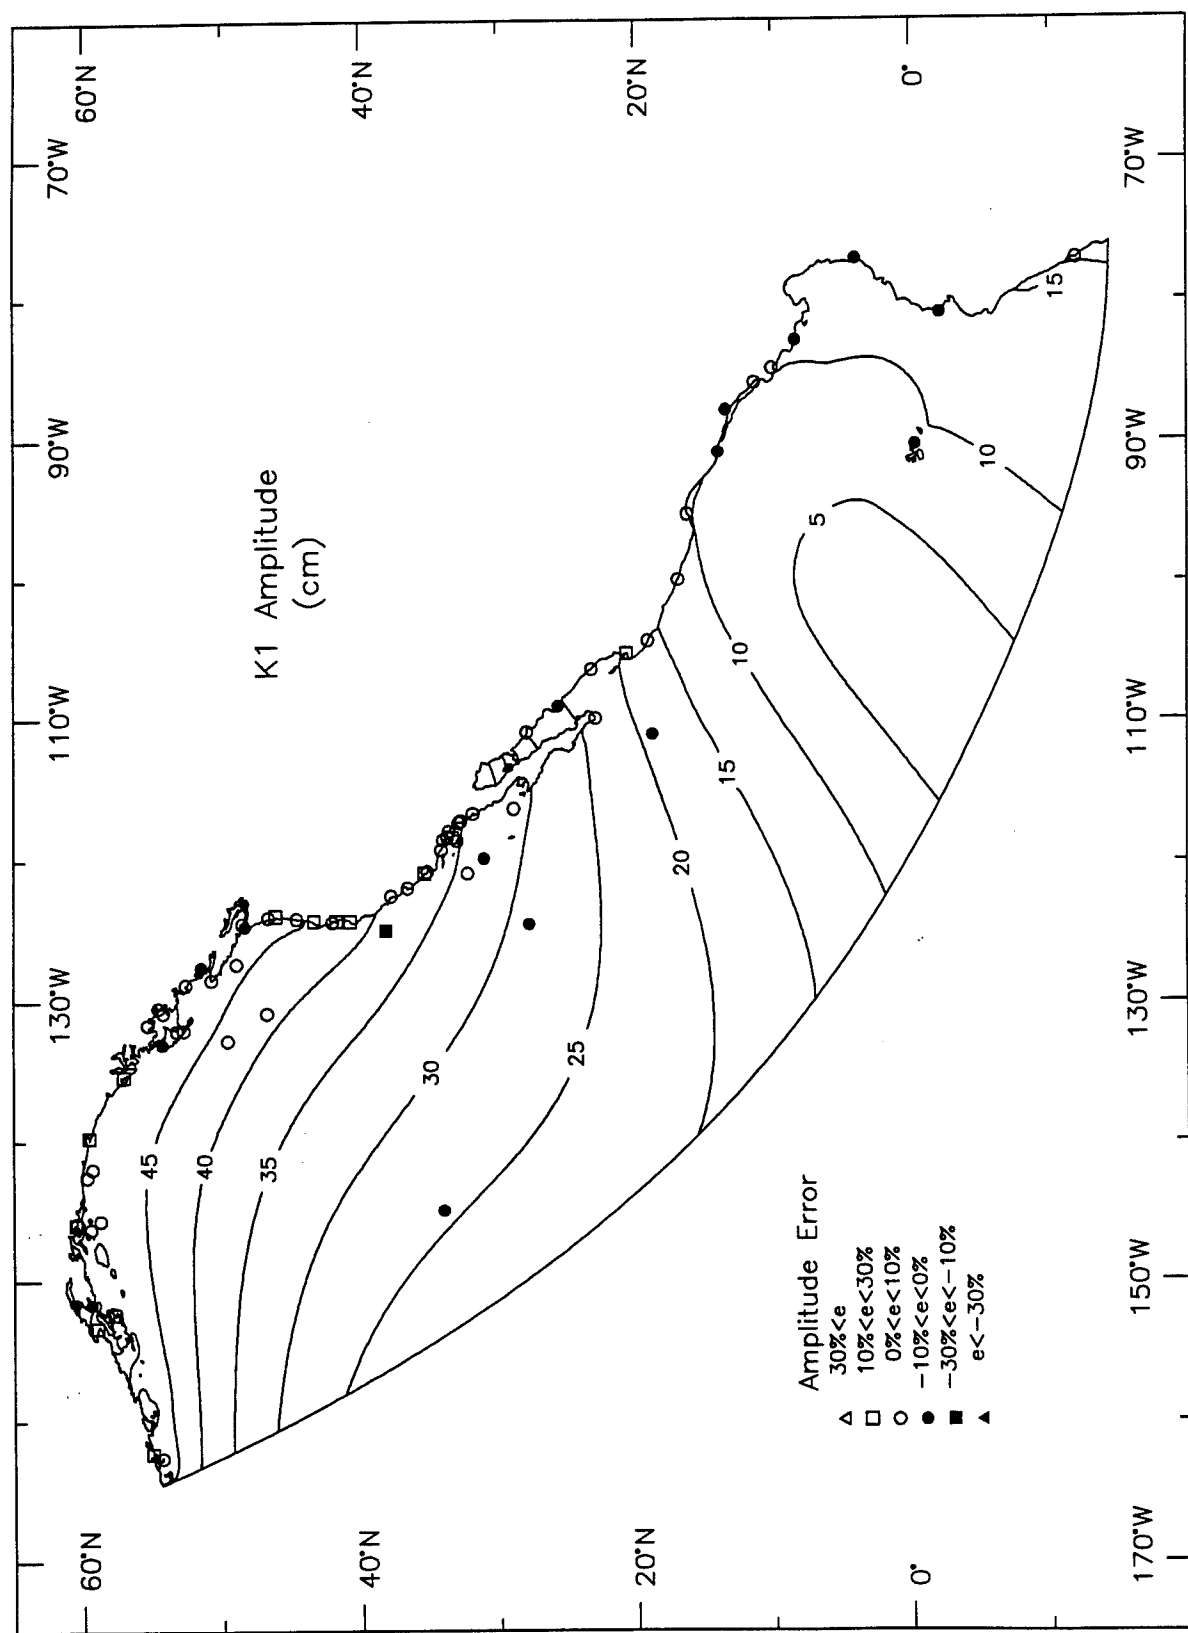 K1 Amplitude
(cm)
60°N
40°N
20°N
0°
70°W
90°W
110°W
130°W
150°W
170°W
70°W
90°W
110°W
130°W
150°W
60°N
40°N
20°N
0°
45
40
35
30
25
20
15
10
5
10
15
Amplitude Error
△ 30%<e
□ 10%<e<30%
○ 0%<e<10%
● −10%<e<0%
■ −30%<e<−10%
▲ e<−30%